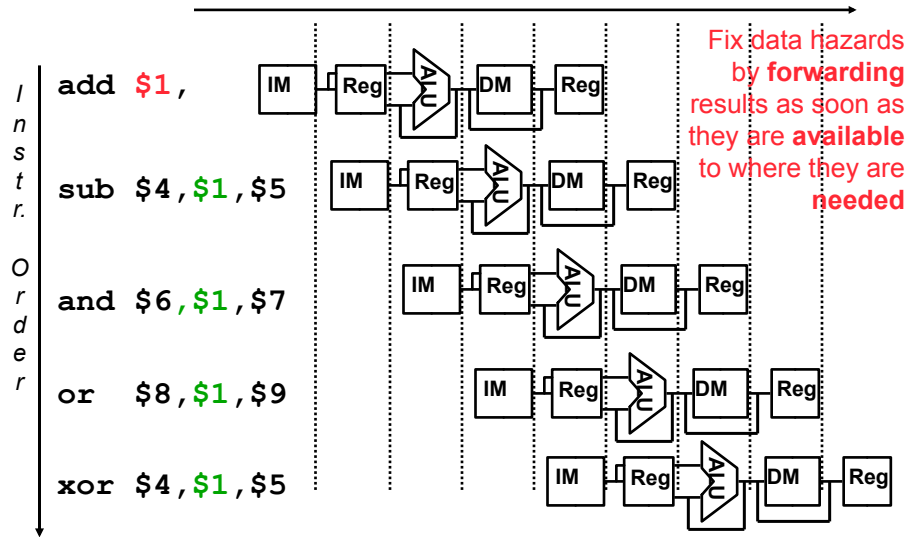 Fix data hazards
by forwarding
results as soon as
they are available
to where they are
needed
Instr. Order
add $1,
IM Reg ALU DM Reg
sub $4,$1,$5
IM Reg ALU DM Reg
and $6,$1,$7
IM Reg ALU DM Reg
or $8,$1,$9
IM Reg ALU DM Reg
xor $4,$1,$5
IM Reg ALU DM Reg